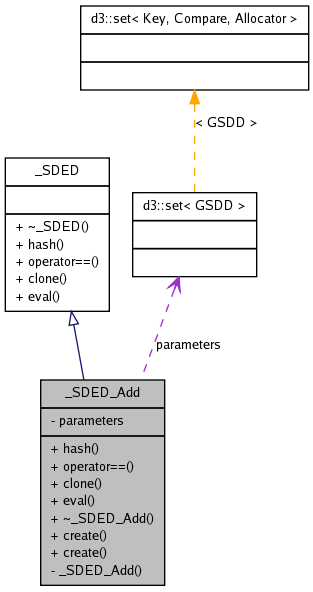 d3::set< Key, Compare, Allocator >
< GSDD >
_SDED
+ ~_SDED()
+ hash()
+ operator==()
+ clone()
+ eval()
d3::set< GSDD >
parameters
_SDED_Add
- parameters
+ hash()
+ operator==()
+ clone()
+ eval()
+ ~_SDED_Add()
+ create()
+ create()
- _SDED_Add()